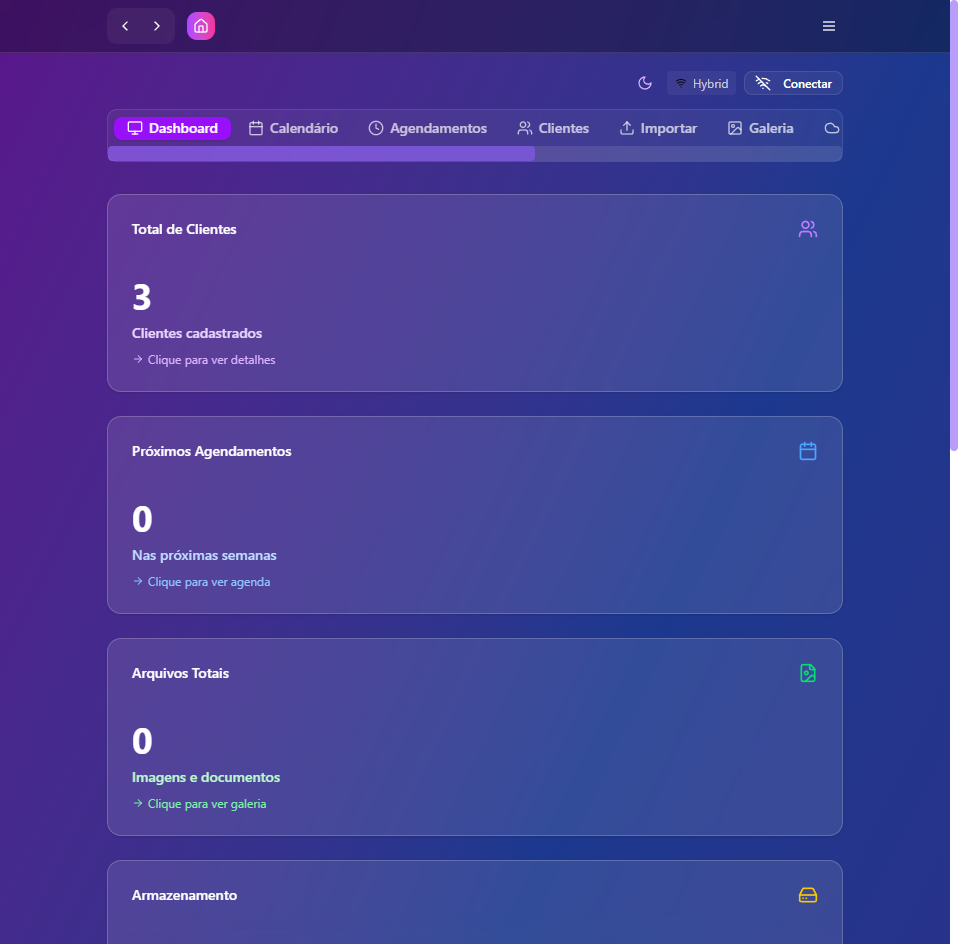 Hybrid
Conectar
Dashboard
Calendário
Agendamentos
Clientes
Importar
Galeria
Total de Clientes
3
Clientes cadastrados
→ Clique para ver detalhes
Próximos Agendamentos
0
Nas próximas semanas
→ Clique para ver agenda
Arquivos Totais
0
Imagens e documentos
→ Clique para ver galeria
Armazenamento